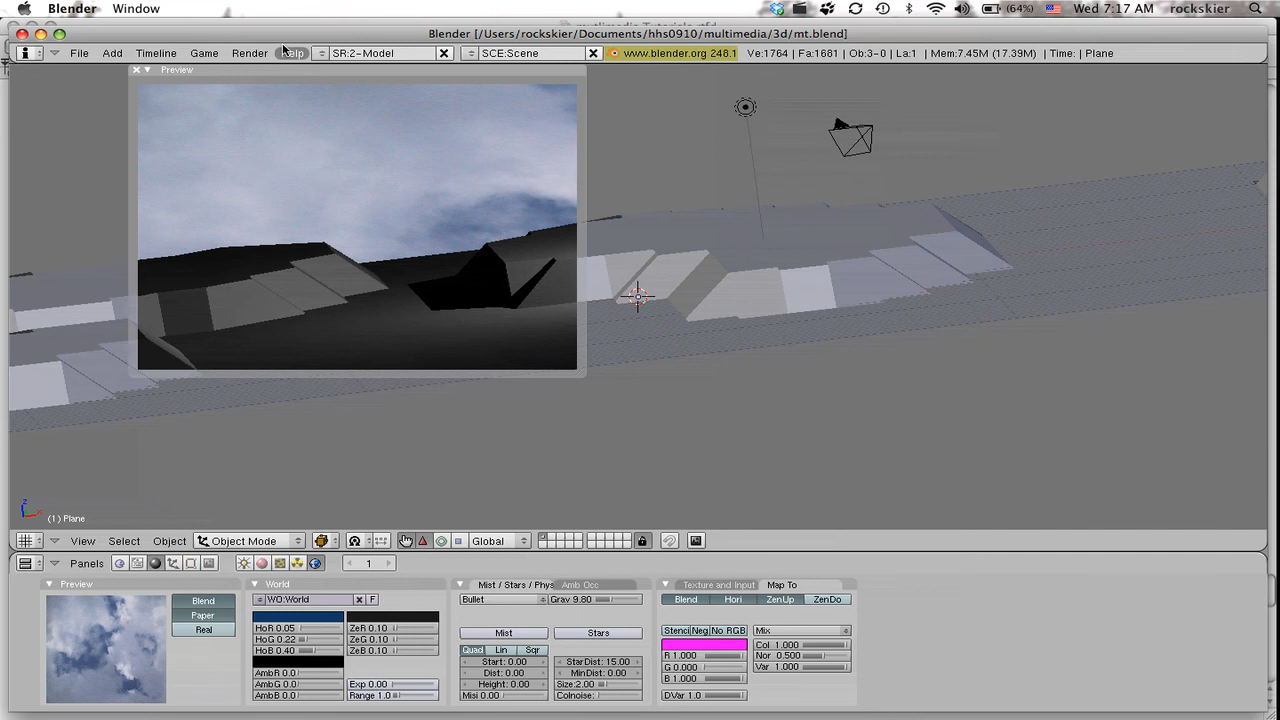 Blender Window (64%) Wed 7:17 AM rockskier
Blender [/Users/rockskier/Documents/hhs0910/multimedia/3d/mt.blend]
File Add Timeline Game Render Help SR:2-Model SCE:Scene www.blender.org 246.1 Ve:1764 | Fa:1681 | Ob:3-0 | La:1 | Mem:7.45M (17.39M) | Time: | Plane
Preview
z
(1) Plane
View Select Object Object Mode Global
Panels 1
Preview World Mist / Stars / Phys Amb Occ Texture and Input Map To
Blend WO:World F Bullet Grav 9.80 Blend Hori ZenUp ZenDo
Paper
Real HoR 0.05 ZeR 0.10 Mist Stars Stenci Neg No RGB Mix
HoG 0.22 ZeG 0.10 Quad Lin Sqr Col 1.000
HoB 0.40 ZeB 0.10 Start: 0.00 StarDist: 15.00 R 1.000 Nor 0.500
AmbR 0.0 Dist: 0.00 MinDist: 0.00 G 0.000 Var 1.000
AmbG 0.0 Exp 0.00 Height: 0.00 Size:2.00 B 1.000
AmbB 0.0 Range 1.0 Misi 0.00 Colnoise: DVar 1.0